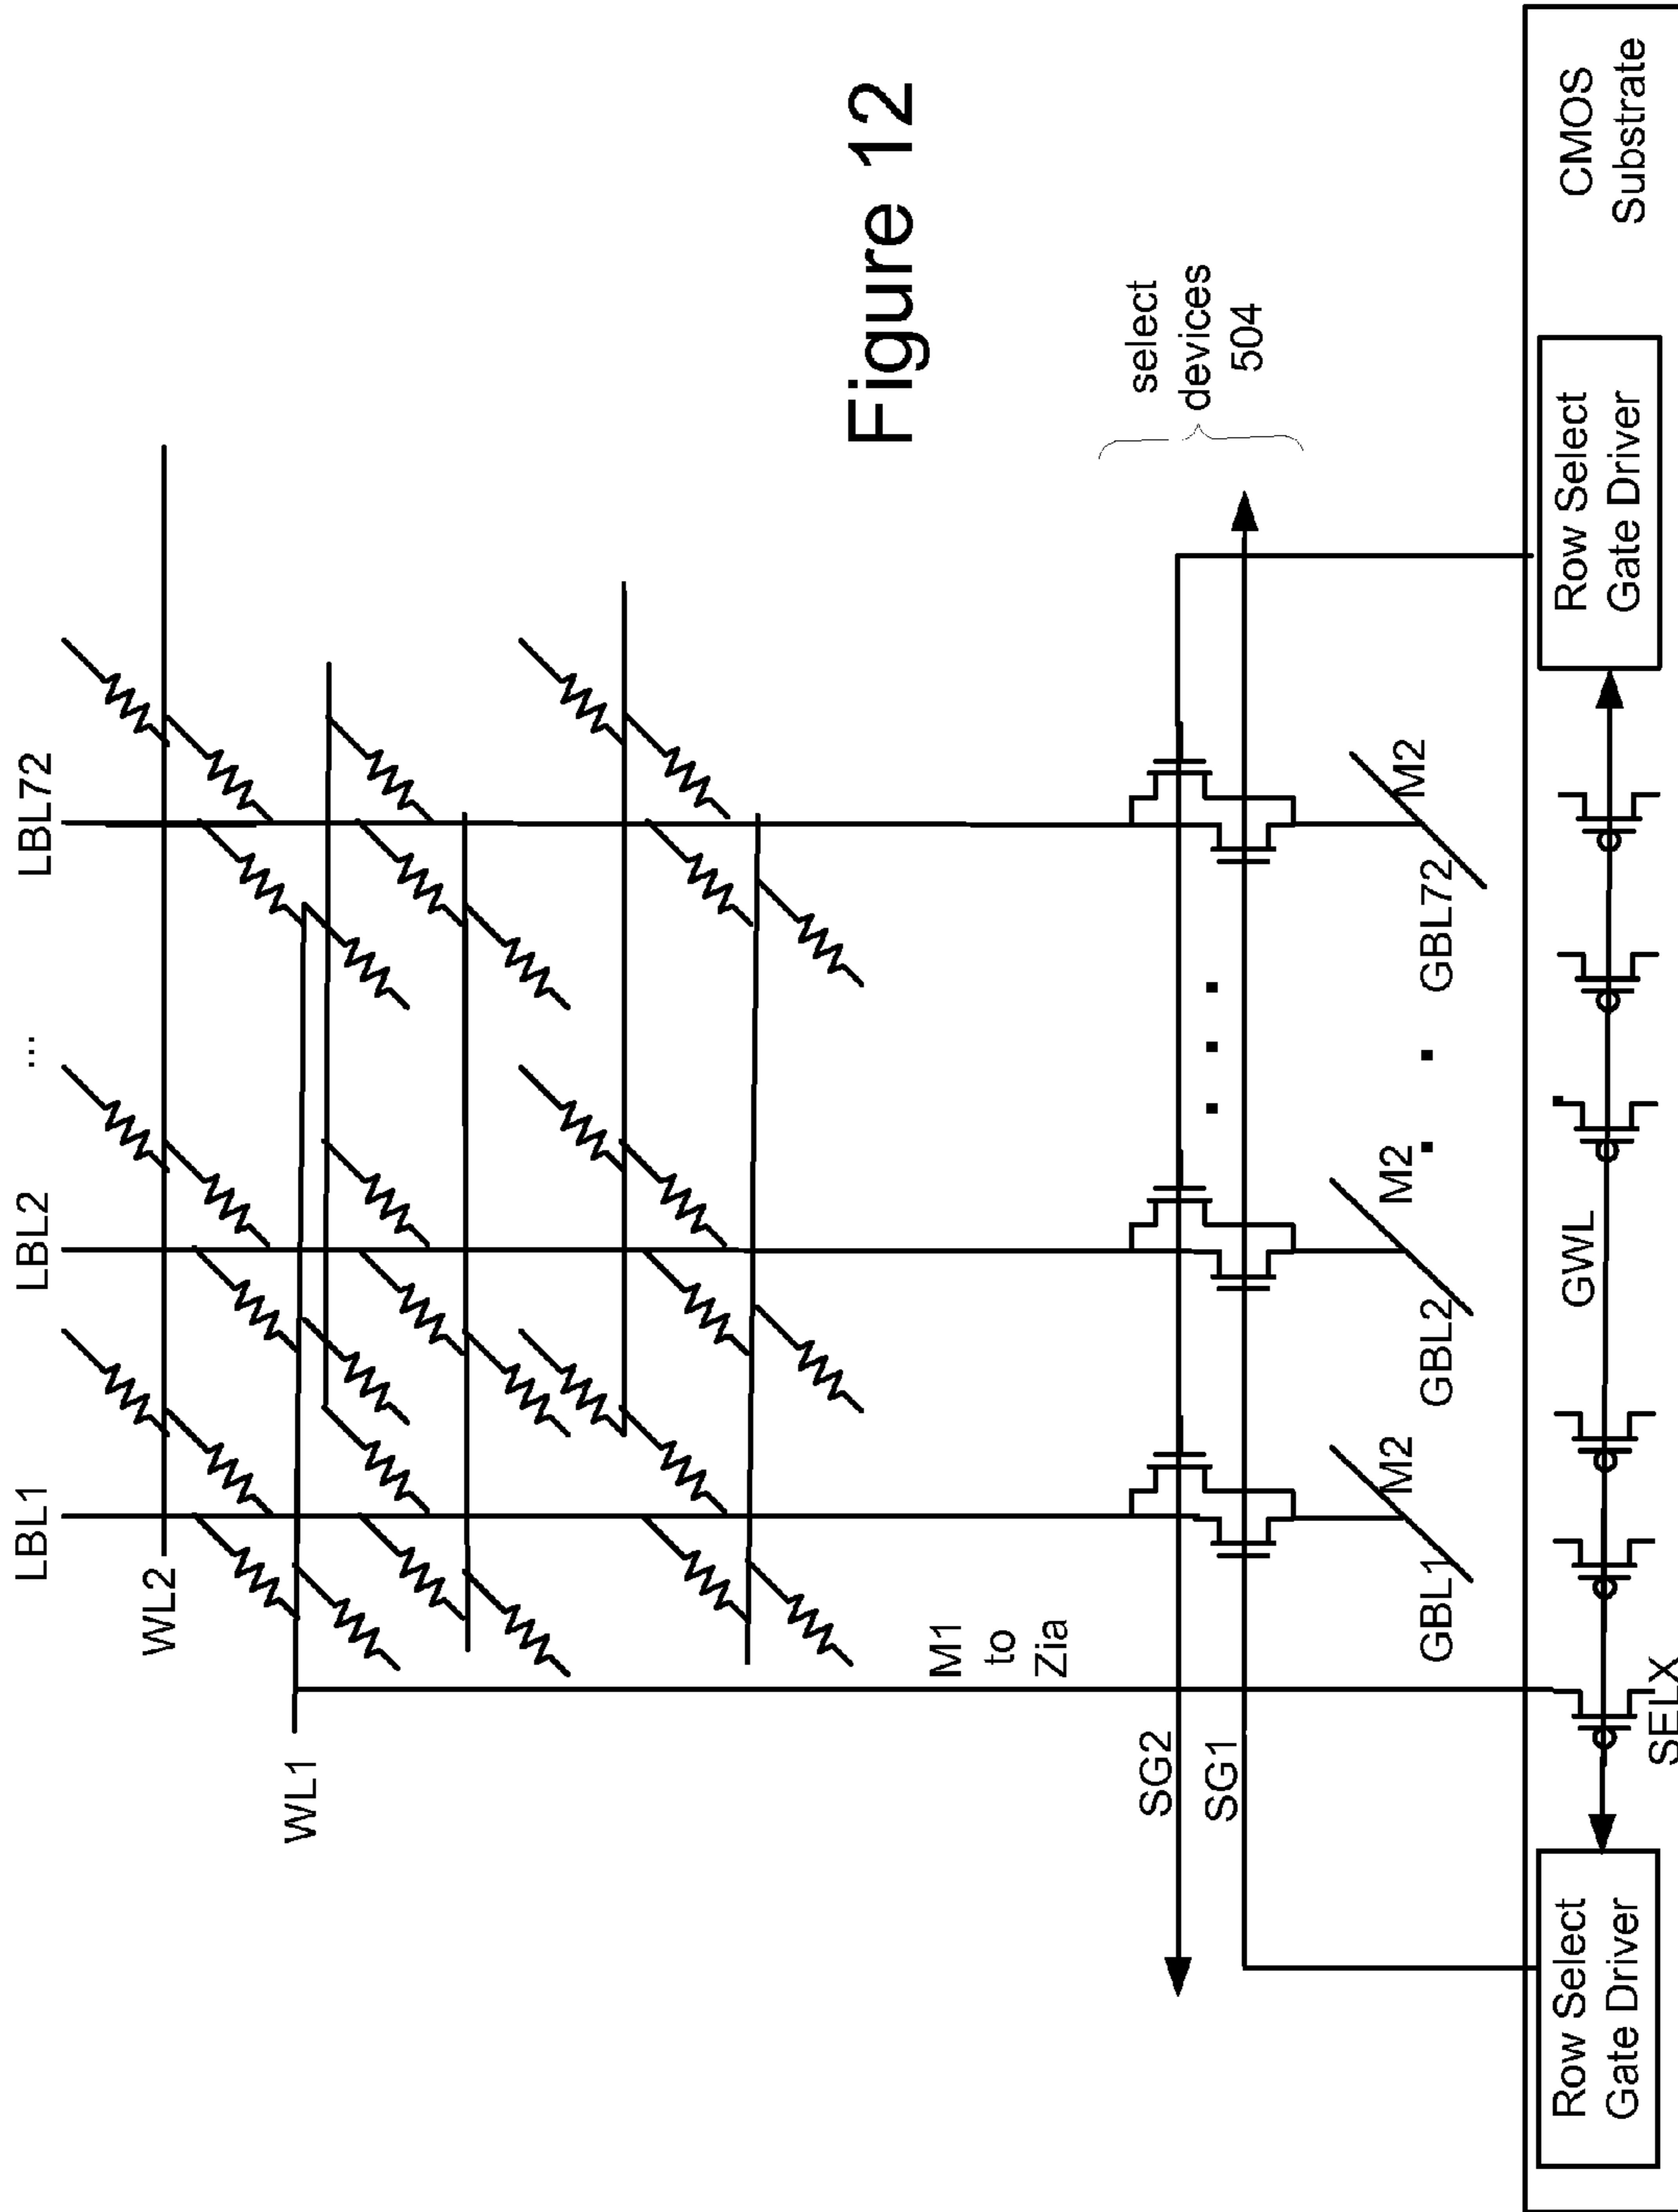 Figure 12
LBL1
LBL2
...
LBL72
WL2
WL1
M1
to
Zia
select
devices
504
SG2
SG1
M2
M2
M2
GBL1
GBL2
GBL72
GWL
SELX
Row Select
Gate Driver
Row Select
Gate Driver
CMOS
Substrate